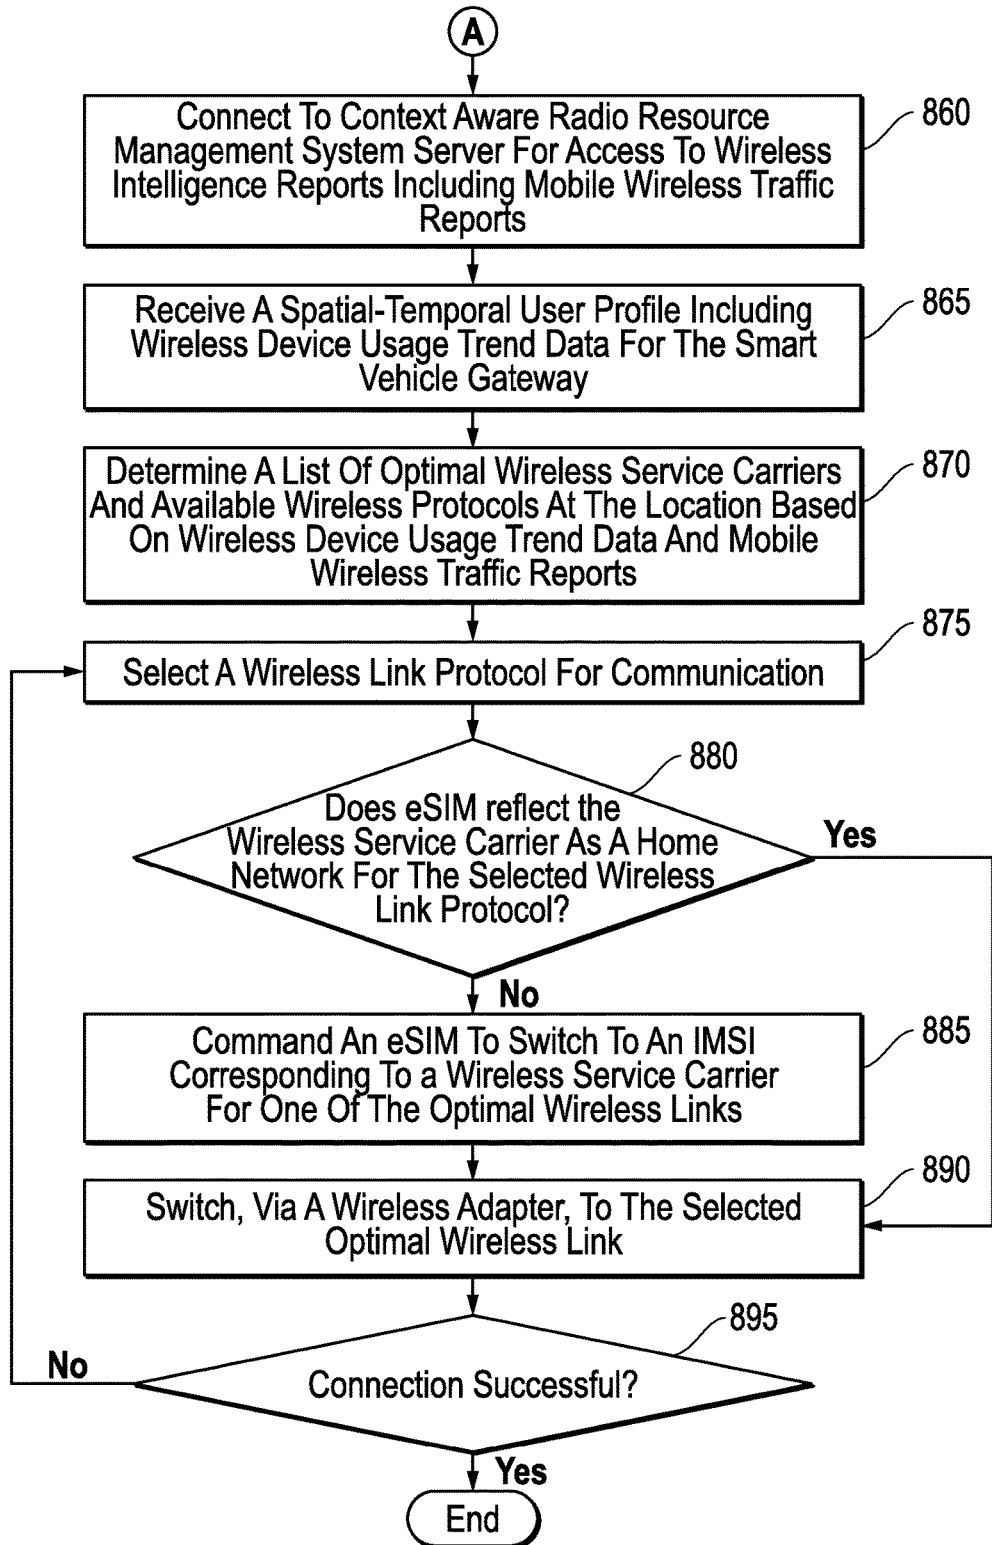 A
Connect To Context Aware Radio Resource
Management System Server For Access To Wireless
Intelligence Reports Including Mobile Wireless Traffic
Reports
860
Receive A Spatial-Temporal User Profile Including
Wireless Device Usage Trend Data For The Smart
Vehicle Gateway
865
Determine A List Of Optimal Wireless Service Carriers
And Available Wireless Protocols At The Location Based
On Wireless Device Usage Trend Data And Mobile
Wireless Traffic Reports
870
Select A Wireless Link Protocol For Communication
875
Does eSIM reflect the
Wireless Service Carrier As A Home
Network For The Selected Wireless
Link Protocol?
880
Yes
No
Command An eSIM To Switch To An IMSI
Corresponding To a Wireless Service Carrier
For One Of The Optimal Wireless Links
885
Switch, Via A Wireless Adapter, To The Selected
Optimal Wireless Link
890
Connection Successful?
895
No
Yes
End